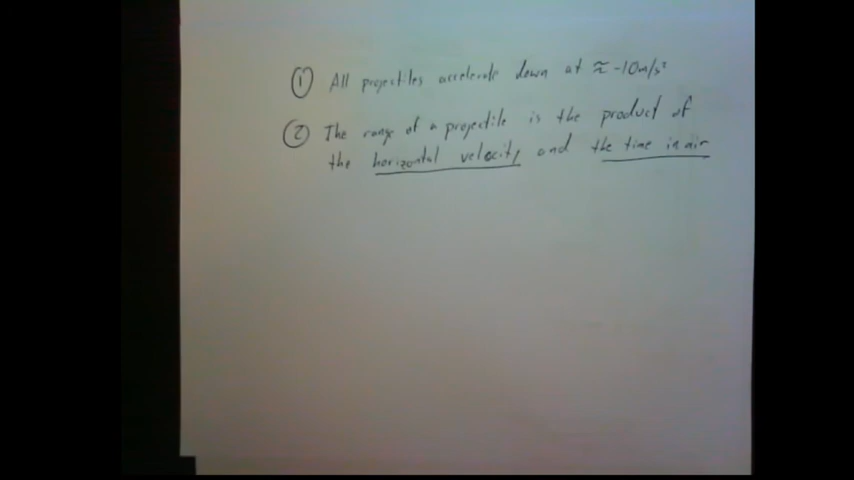 ① All projectiles accelerate down at ≈ -10m/s²
② The range of a projectile is the product of
the horizontal velocity and the time in air